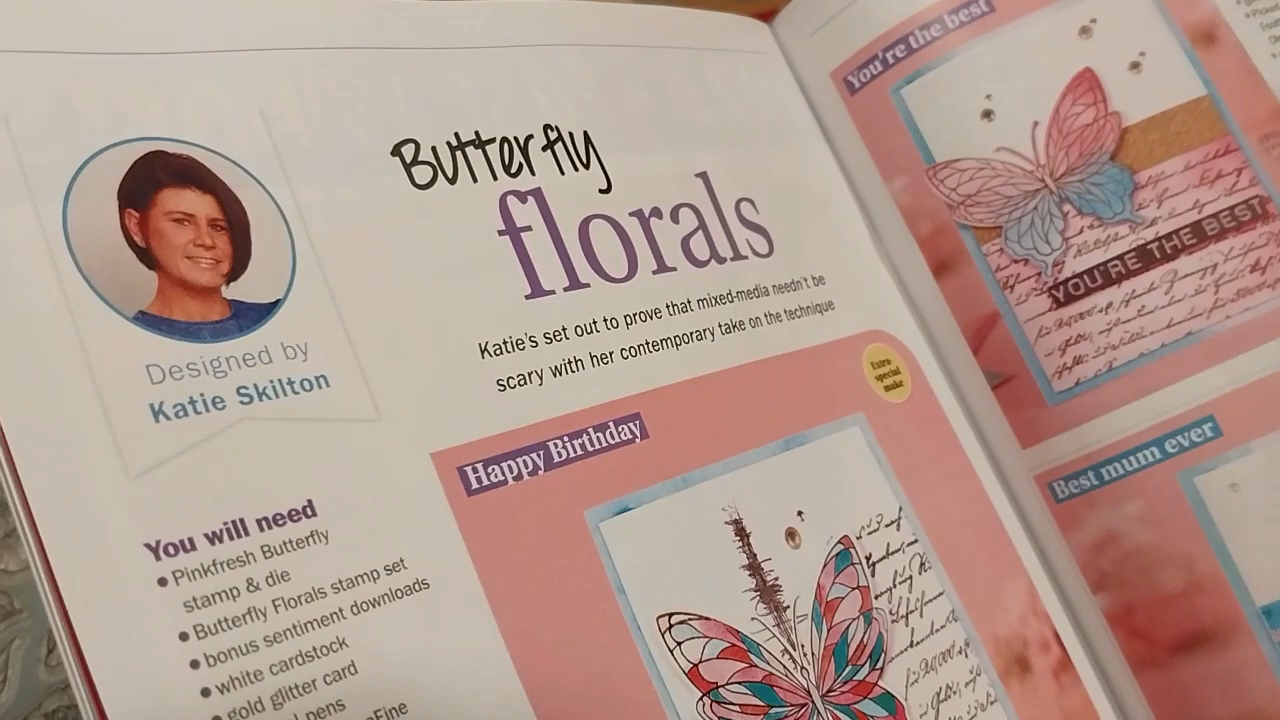 Butterfly
florals
Katie's set out to prove that mixed-media needn't be
scary with her contemporary take on the technique
Designed by
Katie Skilton
You will need
• Pinkfresh Butterfly
stamp & die
• Butterfly Florals stamp set
• bonus sentiment downloads
• white cardstock
• gold glitter card
pens
Happy Birthday
Extra-
special
make
You're the best
YOU'RE THE BEST
Best mum ever